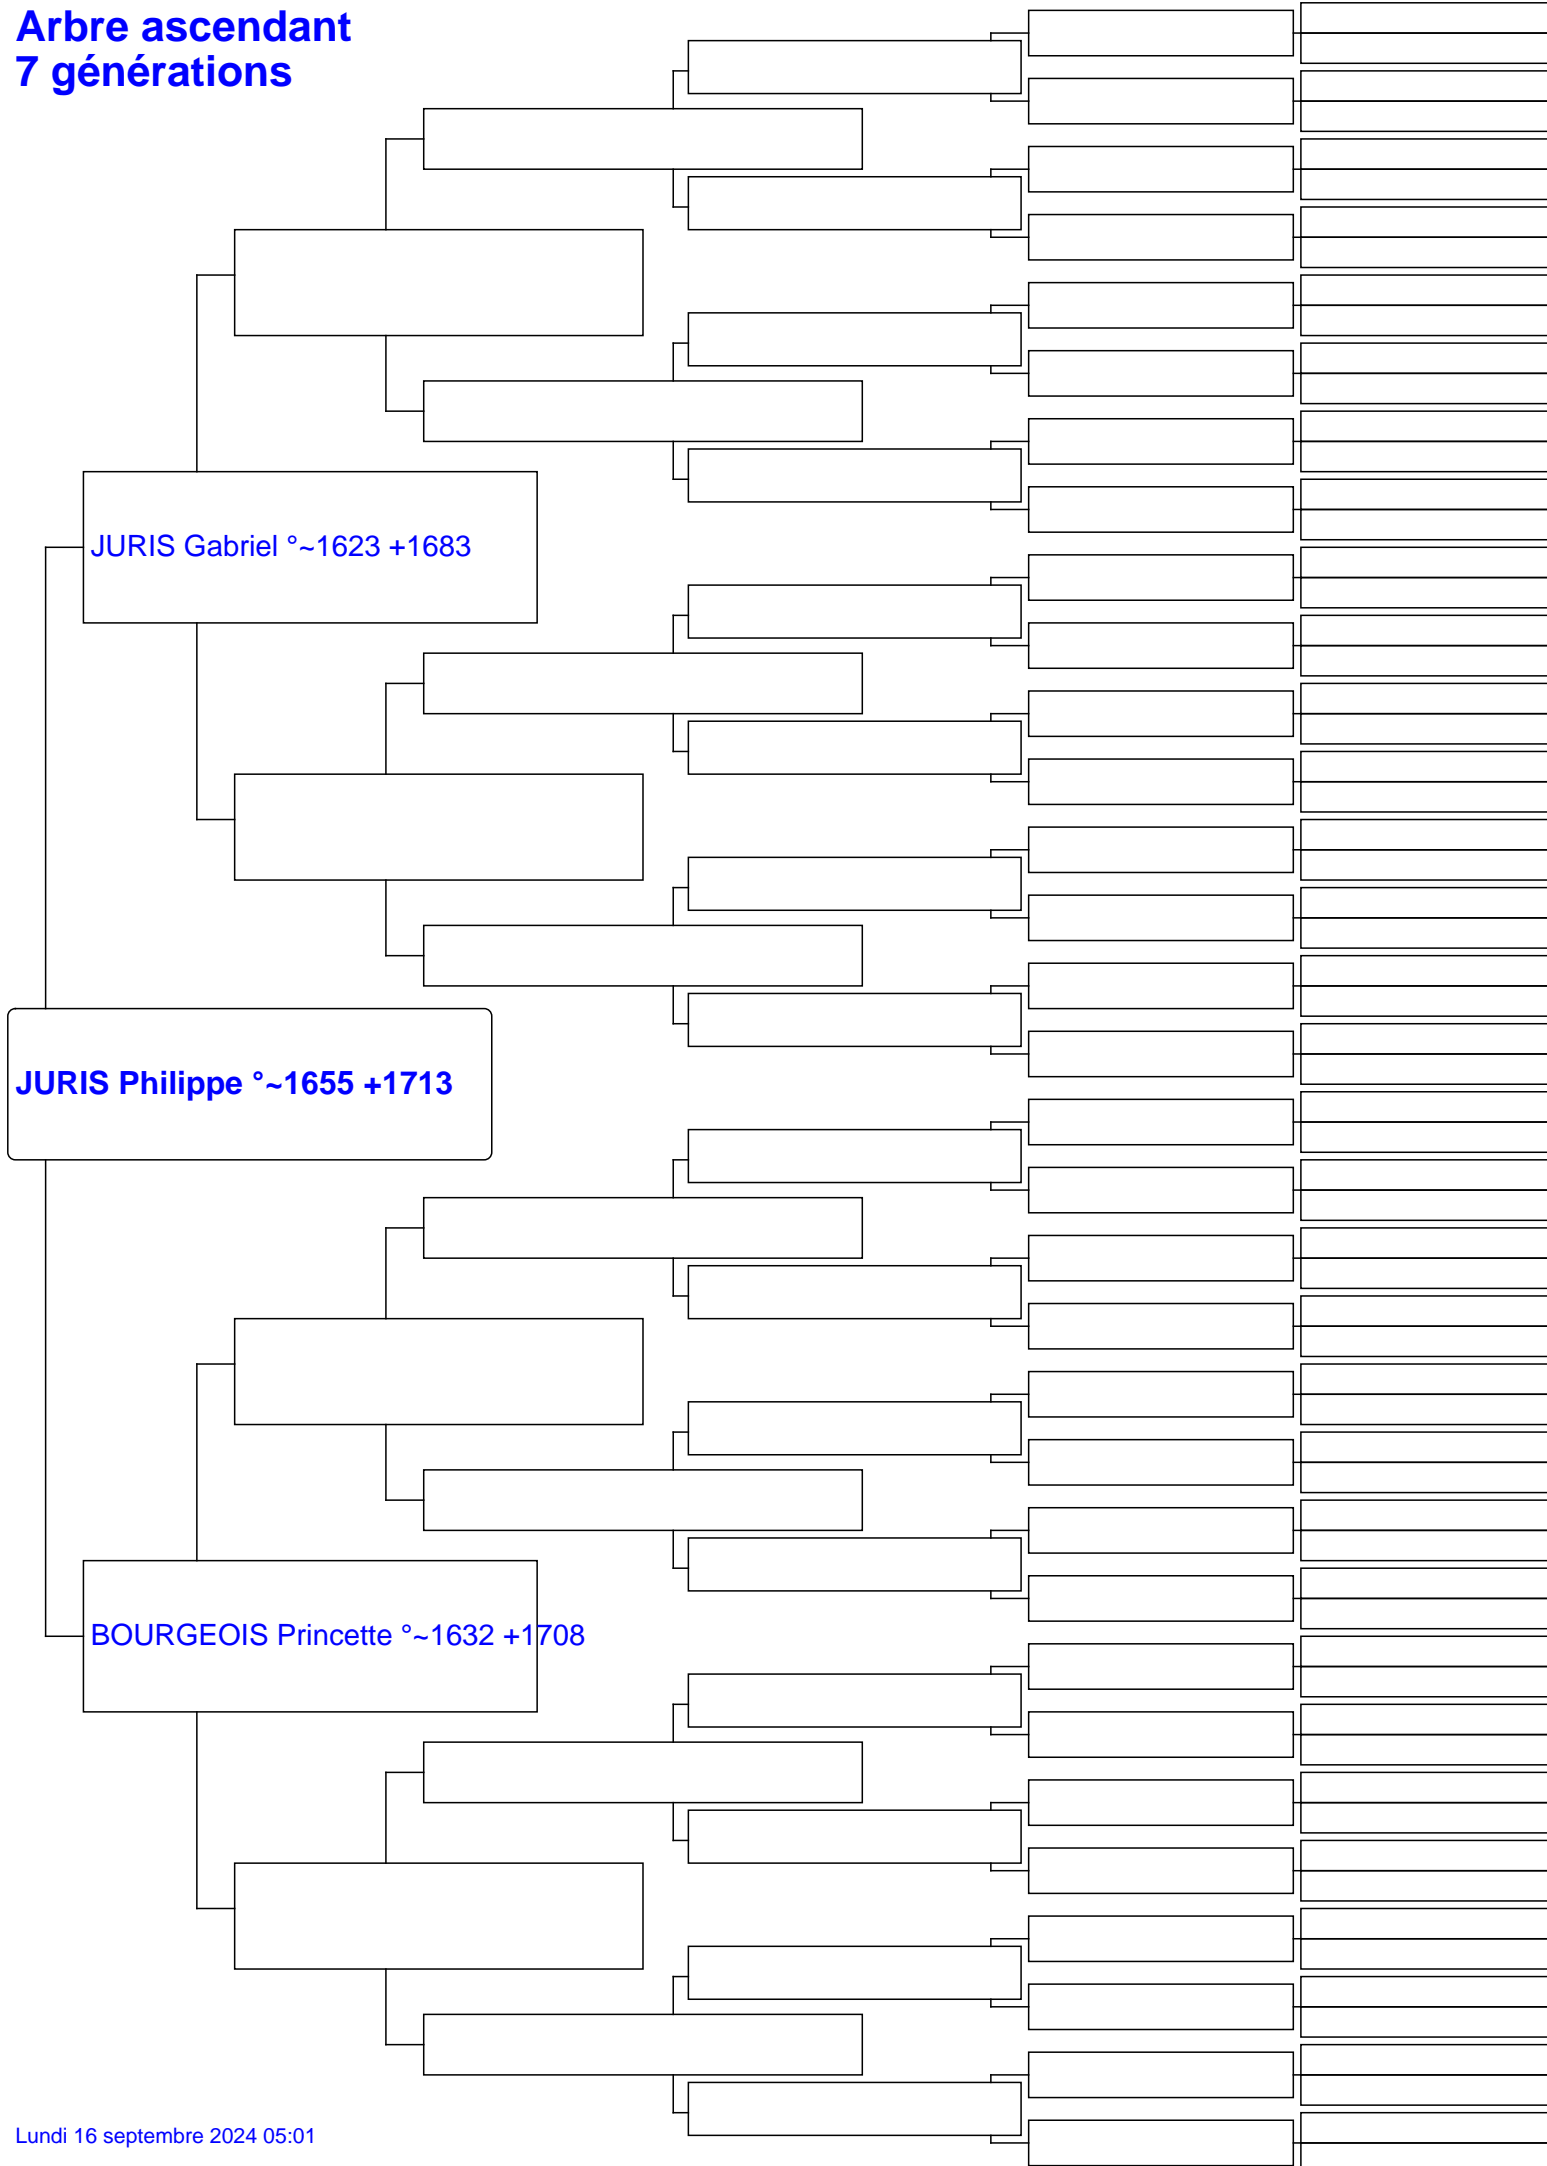 Arbre ascendant
7 générations
JURIS Gabriel °~1623 +1683
JURIS Philippe °~1655 +1713
BOURGEOIS Princette °~1632 +1708
Lundi 16 septembre 2024 05:01